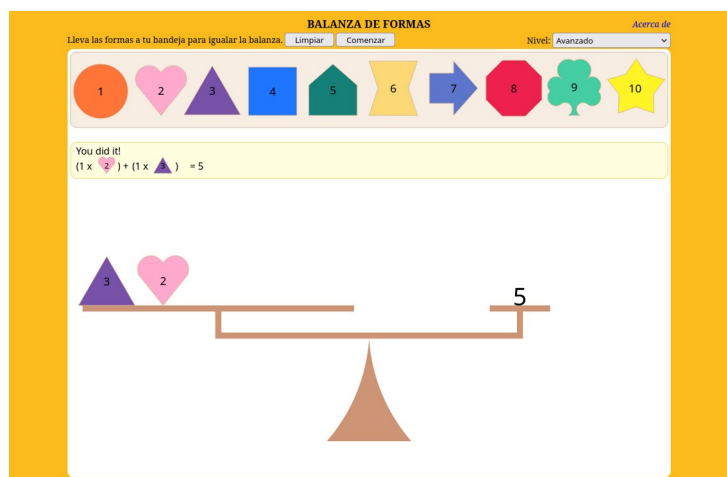 BALANZA DE FORMAS
Acerca de
Lleva las formas a tu bandeja para igualar la balanza. Limpiar Comenzar Nivel: Avanzado
1 2 3 4 5 6 7 8 9 10
You did it!
(1 x 2 ) + (1 x 3 ) = 5
3 2 5